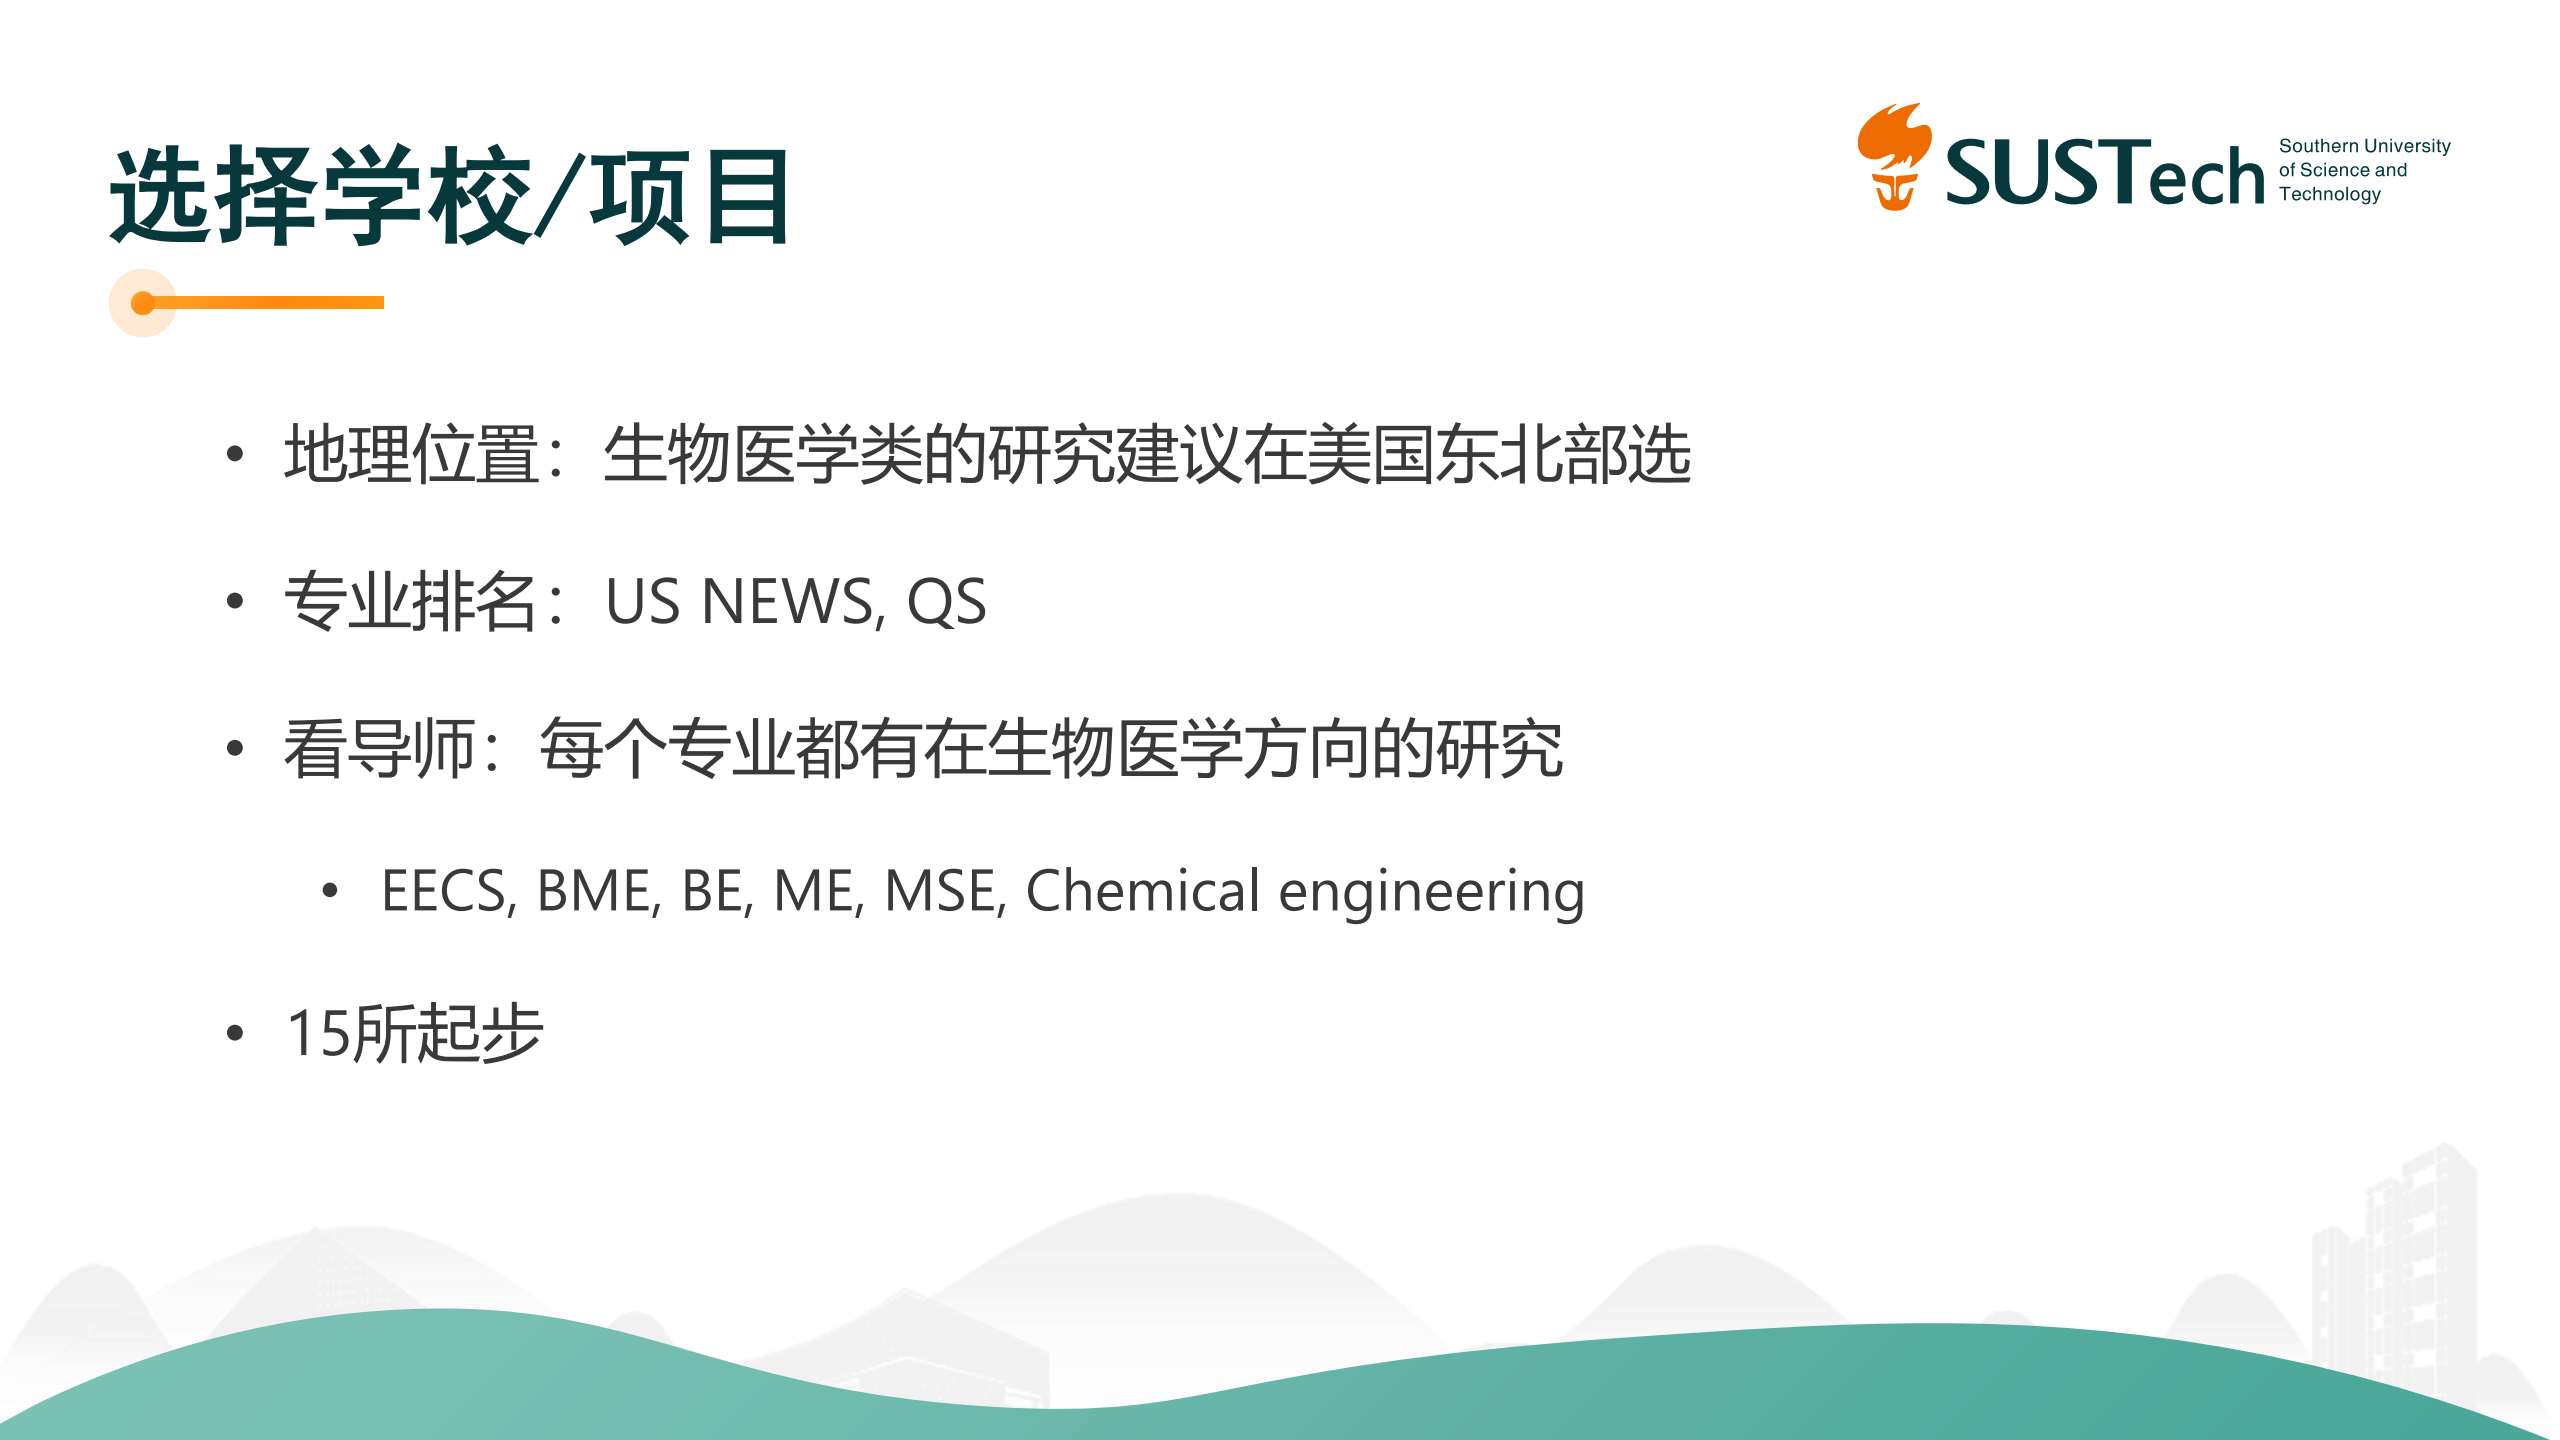 选择学校/项目
SUSTech
Southern University
of Science and
Technology
• 地理位置：生物医学类的研究建议在美国东北部选
• 专业排名：US NEWS, QS
• 看导师：每个专业都有在生物医学方向的研究
• EECS, BME, BE, ME, MSE, Chemical engineering
• 15所起步